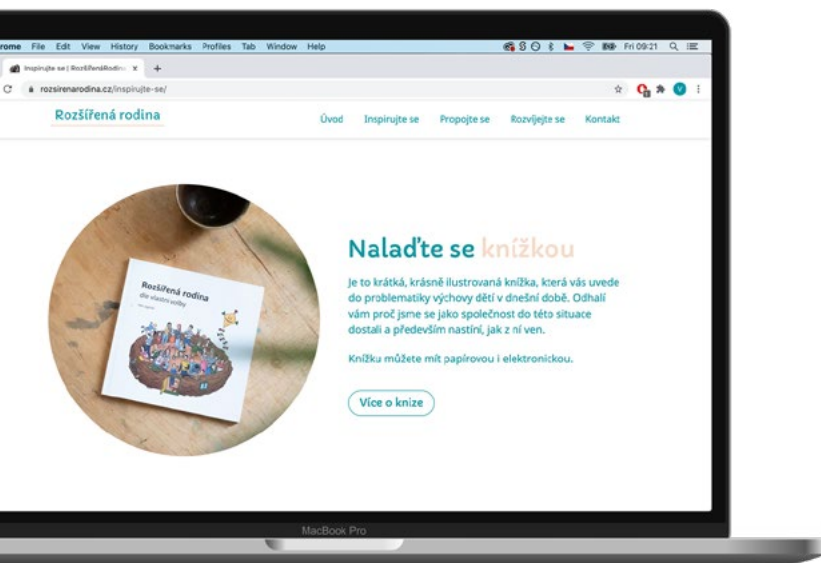 rome File Edit View History Bookmarks Profiles Tab Window Help
Fri 09:21
Inspirujte se | RozšířenáRodin
rozsirenarodina.cz/inspirujte-se/
Rozšířená rodina
Úvod Inspirujte se Propojte se Rozvíjejte se Kontakt
Rozšířená rodina
dle vlastní volby
Nalaďte se knížkou
Je to krátká, krásně ilustrovaná knížka, která vás uvede
do problematiky výchovy dětí v dnešní době. Odhalí
vám proč jsme se jako společnost do této situace
dostali a především nastíní, jak z ní ven.
Knížku můžete mít papírovou i elektronickou.
Více o knize
MacBook Pro